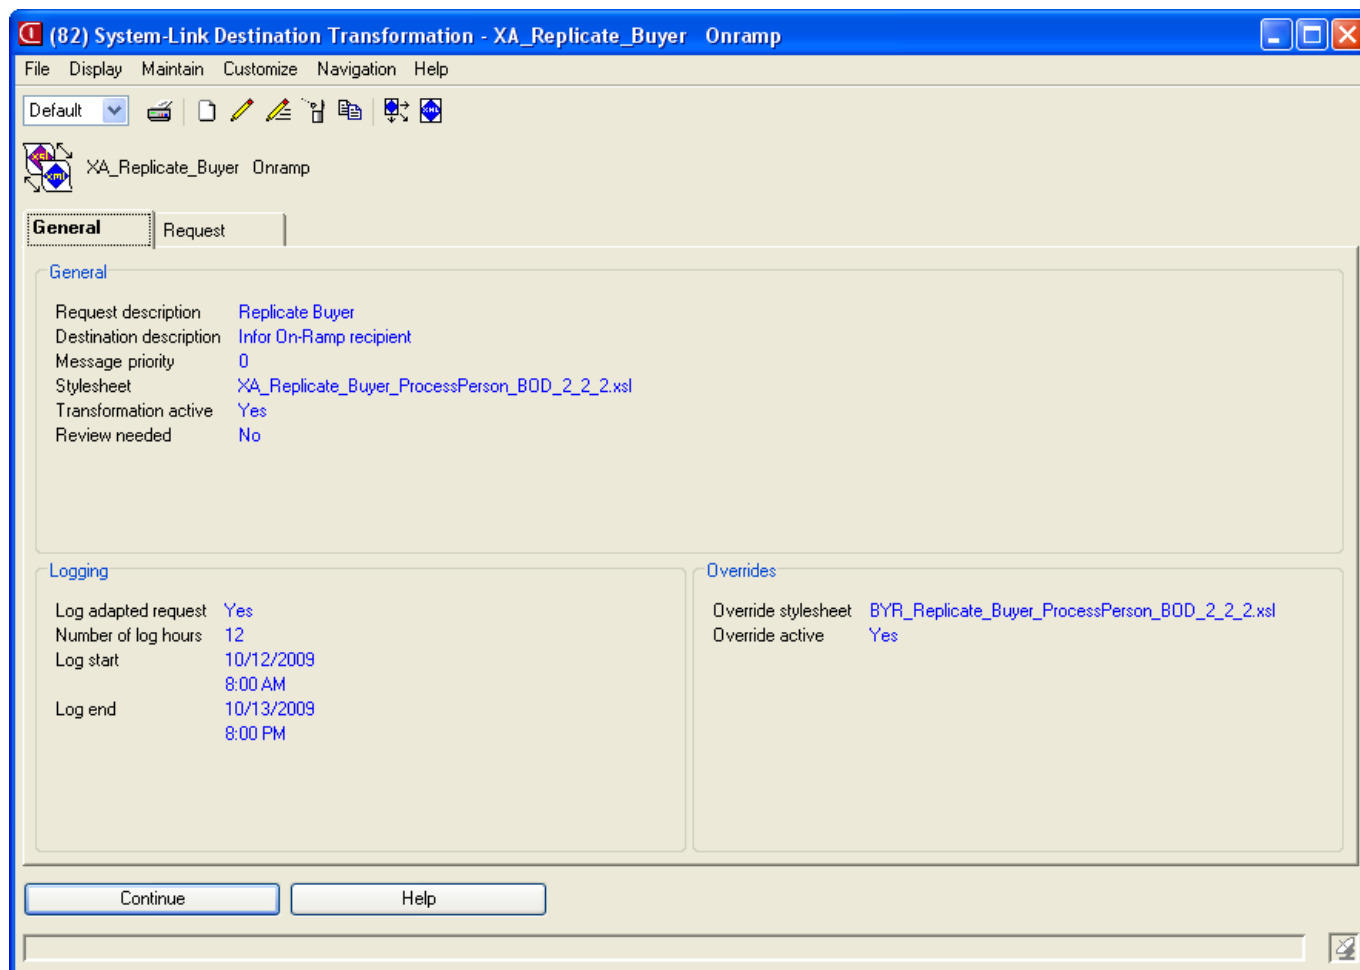 (82) System-Link Destination Transformation - XA_Replicate_Buyer Onramp
File Display Maintain Customize Navigation Help
Default
XA_Replicate_Buyer Onramp
General Request
General
Request description Replicate Buyer
Destination description Infor On-Ramp recipient
Message priority 0
Stylesheet XA_Replicate_Buyer_ProcessPerson_BOD_2_2_2.xsl
Transformation active Yes
Review needed No
Logging
Log adapted request Yes
Number of log hours 12
Log start 10/12/2009
8:00 AM
Log end 10/13/2009
8:00 PM
Overrides
Override stylesheet BYR_Replicate_Buyer_ProcessPerson_BOD_2_2_2.xsl
Override active Yes
Continue Help